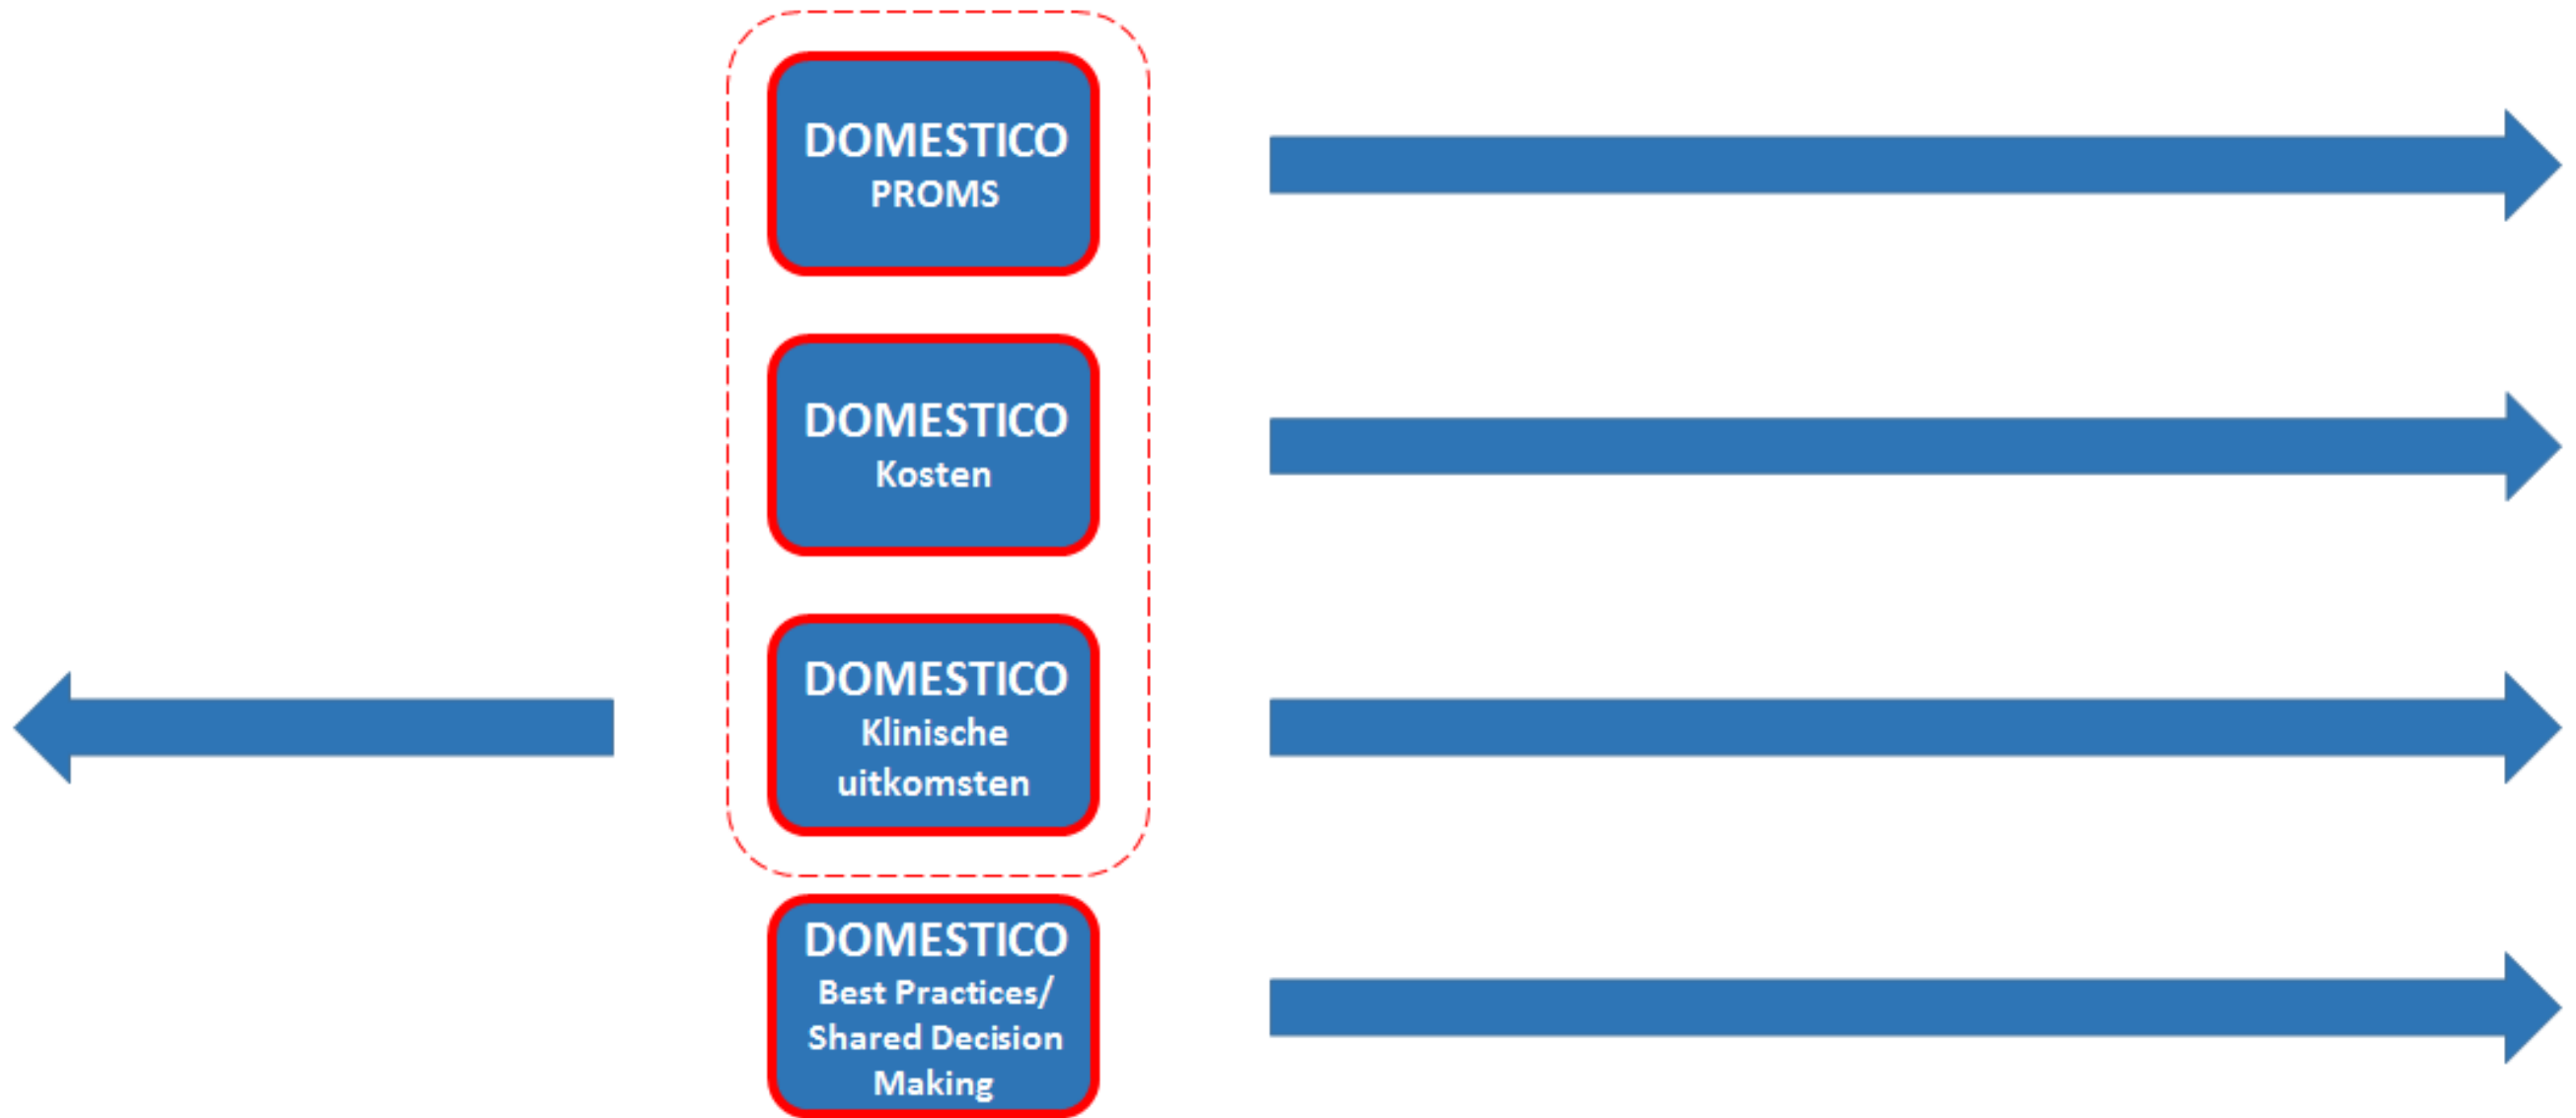 DOMESTICO
PROMS
DOMESTICO
Kosten
DOMESTICO
Klinische
uitkomsten
DOMESTICO
Best Practices/
Shared Decision
Making